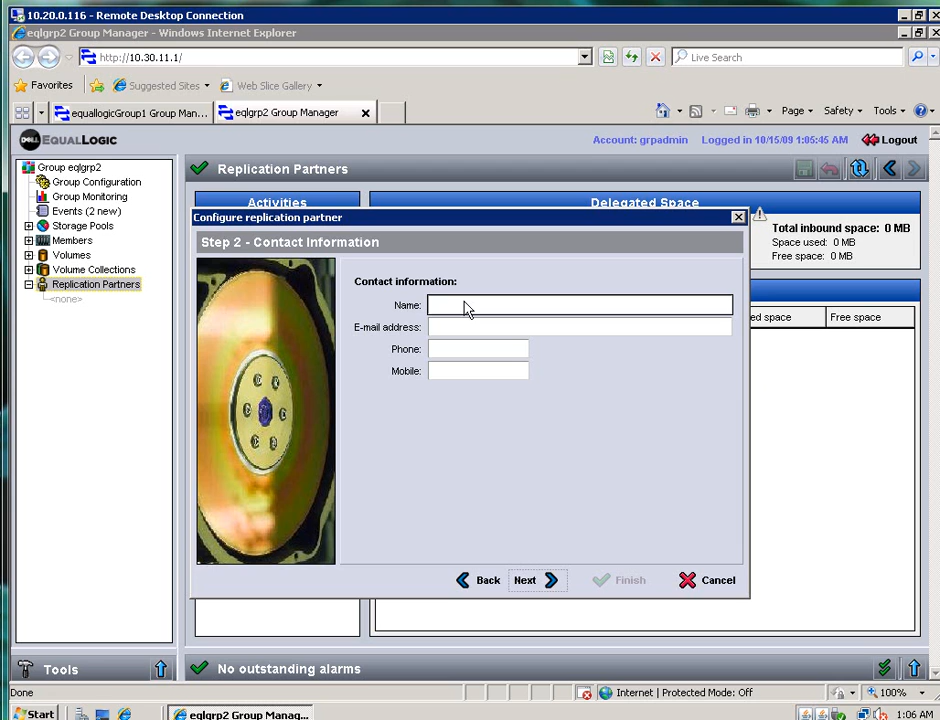 10.20.0.116 - Remote Desktop Connection
eqlgrp2 Group Manager - Windows Internet Explorer
http://10.30.11.1/
Live Search
Favorites
Suggested Sites
Web Slice Gallery
equallogicGroup1 Group Man...
eqlgrp2 Group Manager
Page
Safety
Tools
DELL EQUALLOGIC
Account: grpadmin
Logged in 10/15/09 1:05:45 AM
Logout
Group eqlgrp2
Group Configuration
Group Monitoring
Events (2 new)
Storage Pools
Members
Volumes
Volume Collections
Replication Partners
<none>
Replication Partners
Activities
Delegated Space
Total inbound space: 0 MB
Space used: 0 MB
Free space: 0 MB
ed space
Free space
Configure replication partner
Step 2 - Contact Information
Contact information:
Name:
E-mail address:
Phone:
Mobile:
Back
Next
Finish
Cancel
Tools
No outstanding alarms
Done
Internet | Protected Mode: Off
100%
Start
eqlgrp2 Group Manag...
1:06 AM